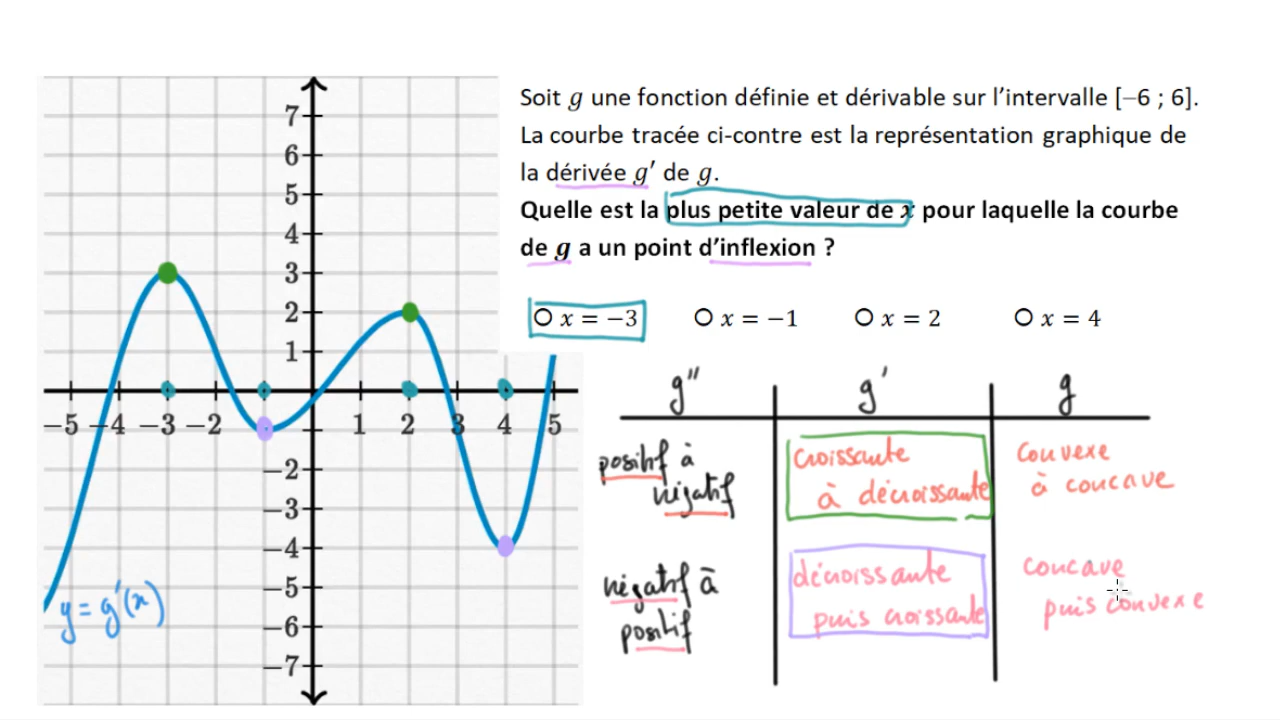 Soit g une fonction définie et dérivable sur l’intervalle [−6 ; 6].
La courbe tracée ci-contre est la représentation graphique de
la dérivée g′ de g.
Quelle est la plus petite valeur de x pour laquelle la courbe
de g a un point d’inflexion ?
x = −3 x = −1 x = 2 x = 4
7
6
5
4
3
2
1
−5 −4 −3 −2 1 2 3 4 5
−2
−3
−4
−5
−6
−7
y = g'(x)
g" g' g
positif à
négatif
croissante
à décroissante
convexe
à concave
négatif à
positif
décroissante
puis croissante
concave
puis convexe